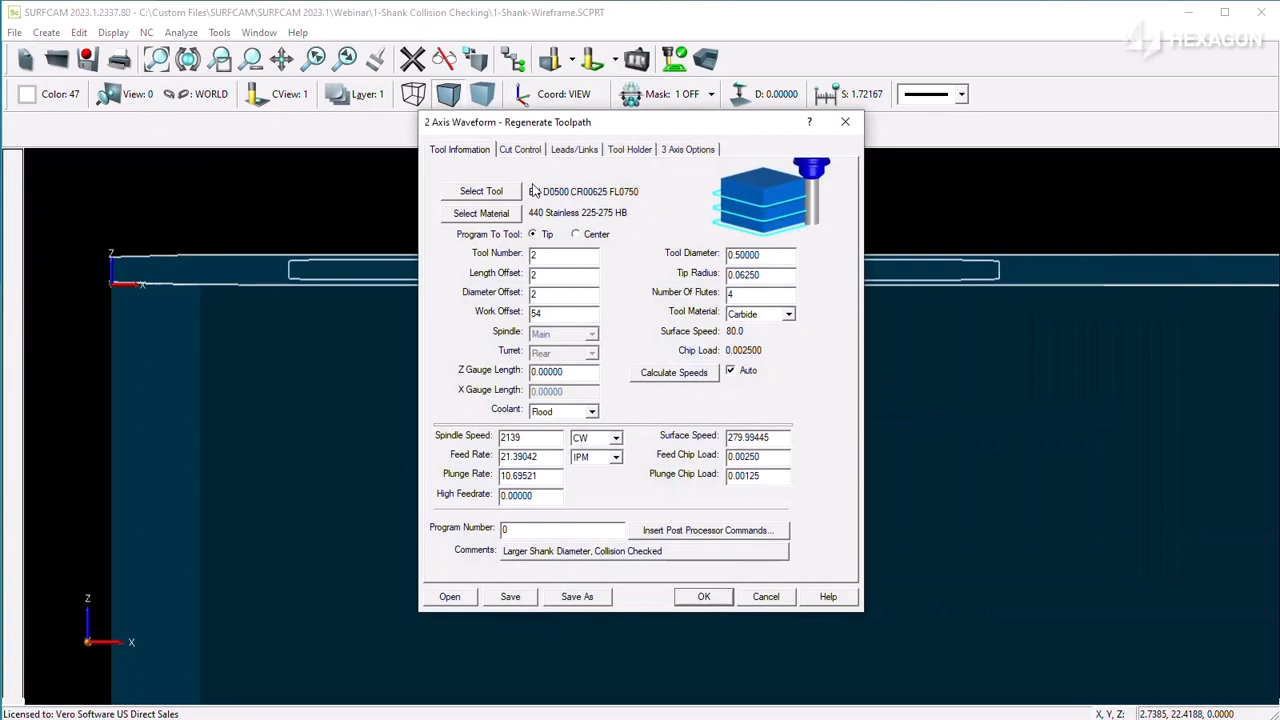 SURFCAM 2023.1.2337.80 - C:\Custom Files\SURFCAM\SURFCAM 2023.1\Webinar\1-Shank Collision Checking\1-Shank-Wireframe.SCPRT
File Create Edit Display NC Analyze Tools Window Help
HEXAGON
Color: 47 View: 0 WORLD CView: 1 Layer: 1 Coord: VIEW Mask: 1 OFF D: 0.00000 S: 1.72167
2 Axis Waveform - Regenerate Toolpath ?
Tool Information Cut Control Leads/Links Tool Holder 3 Axis Options
Select Tool D0500 CR00625 FL0750
Select Material 440 Stainless 225-275 HB
Program To Tool: Tip Center
Tool Number: 2 Tool Diameter: 0.50000
Length Offset: 2 Tip Radius: 0.06250
Diameter Offset: 2 Number Of Flutes: 4
Work Offset: 54 Tool Material: Carbide
Spindle: Main Surface Speed: 80.0
Turret: Rear Chip Load: 0.002500
Z Gauge Length: 0.00000 Calculate Speeds Auto
X Gauge Length: 0.00000
Coolant: Flood
Spindle Speed: 2139 CW Surface Speed: 279.99445
Feed Rate: 21.39042 IPM Feed Chip Load: 0.00250
Plunge Rate: 10.69521 Plunge Chip Load: 0.00125
High Feedrate: 0.00000
Program Number: 0 Insert Post Processor Commands...
Comments: Larger Shank Diameter, Collision Checked
Open Save Save As OK Cancel Help
Z
X
Z
X
Licensed to: Vero Software US Direct Sales X, Y, Z: 2.7385, 22.4188, 0.0000